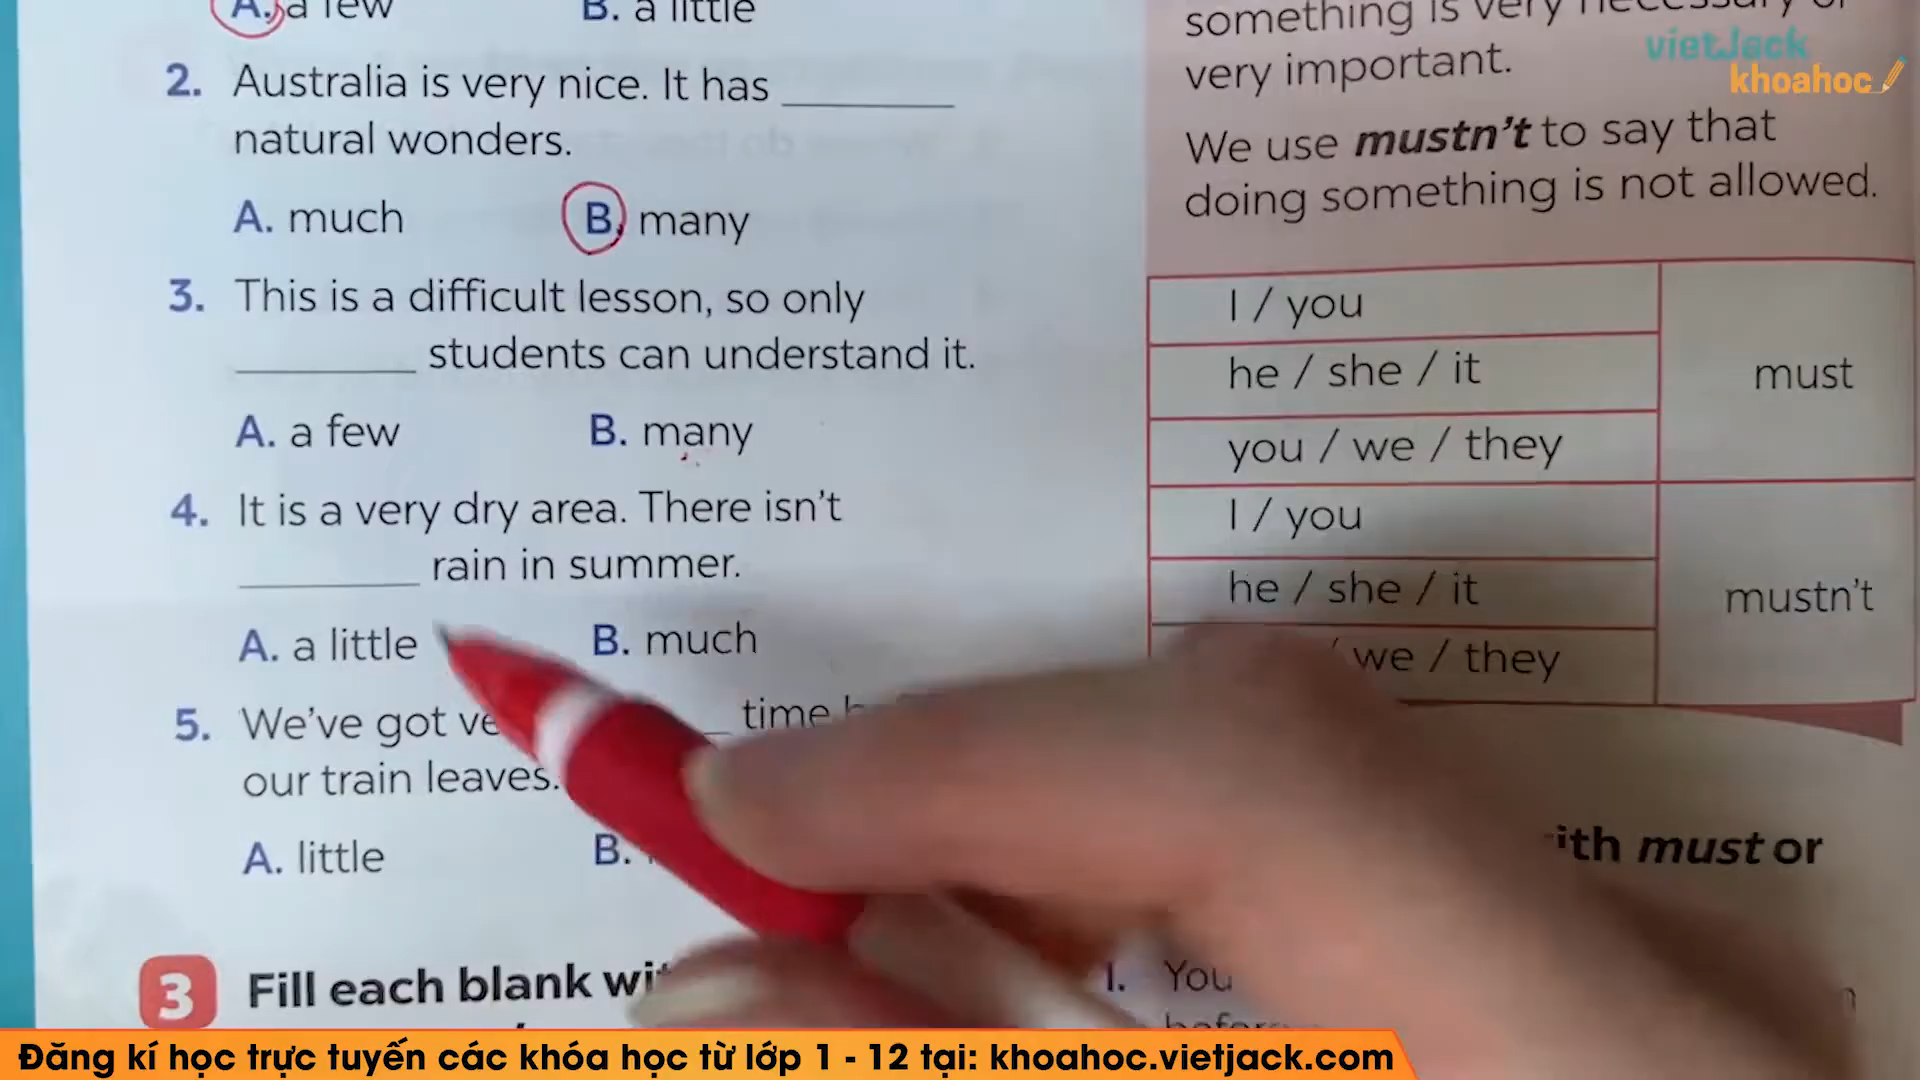 A. a few B. a little
2. Australia is very nice. It has ________
natural wonders.
A. much B. many
3. This is a difficult lesson, so only
________ students can understand it.
A. a few B. many
4. It is a very dry area. There isn't
________ rain in summer.
A. a little B. much
5. We've got time
our train leaves.
A. little B.
3 Fill each blank
something is very necessary or
very important.
We use mustn't to say that
doing something is not allowed.
I / you
he / she / it
you / we / they
must
I / you
he / she / it
we / they
mustn't
must or
1. You
vietJack
khoahoc
Đăng kí học trực tuyến các khóa học từ lớp 1 - 12 tại: khoahoc.vietjack.com